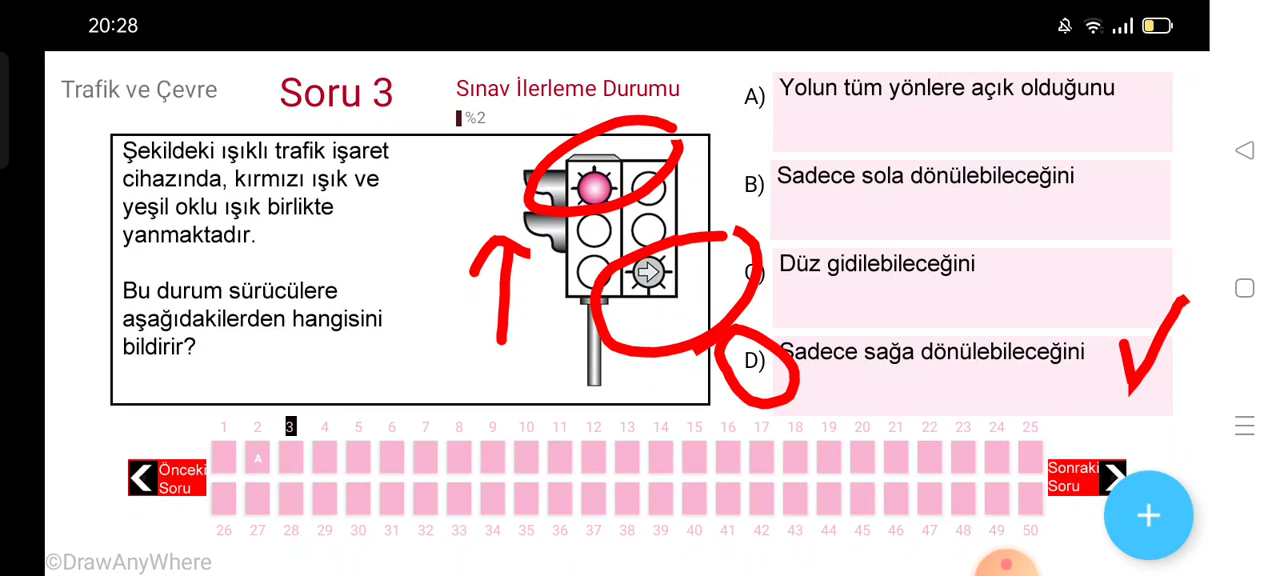 20:28
Trafik ve Çevre
Soru 3
Sınav İlerleme Durumu
%2
Şekildeki ışıklı trafik işaret
cihazında, kırmızı ışık ve
yeşil oklu ışık birlikte
yanmaktadır.
Bu durum sürücülere
aşağıdakilerden hangisini
bildirir?
A) Yolun tüm yönlere açık olduğunu
B) Sadece sola dönülebileceğini
C) Düz gidilebileceğini
D) Sadece sağa dönülebileceğini
1 2 3 4 5 6 7 8 9 10 11 12 13 14 15 16 17 18 19 20 21 22 23 24 25
A
Önceki
Soru
Sonraki
Soru
26 27 28 29 30 31 32 33 34 35 36 37 38 39 40 41 42 43 44 45 46 47 48 49 50
©DrawAnyWhere